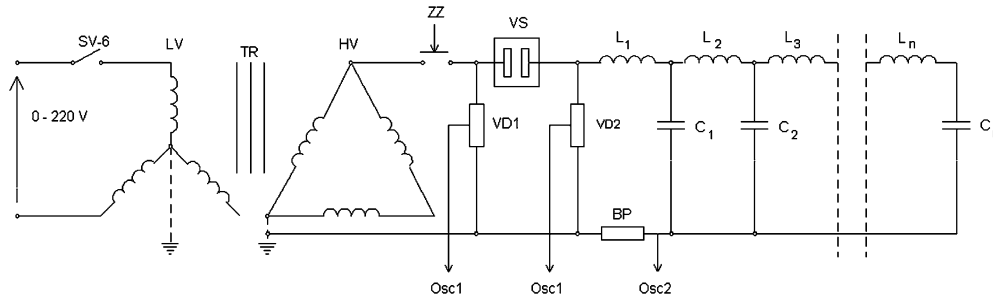 SV-6
LV
TR
HV
ZZ
VS
L1
L2
L3
Ln
0 - 220 V
VD1
VD2
C1
C2
C
BP
Osc1
Osc1
Osc2